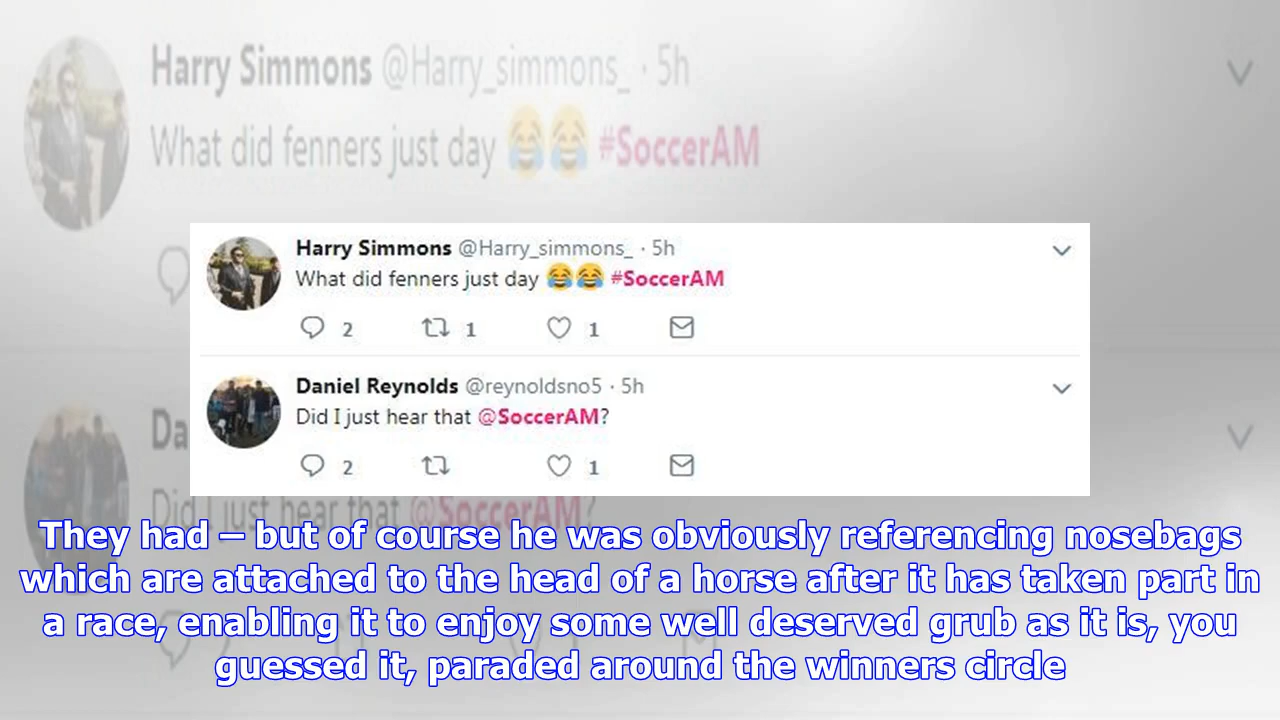 Harry Simmons @Harry_simmons_ · 5h
What did fenners just day 😂😂 #SoccerAM
Harry Simmons @Harry_simmons_ · 5h
What did fenners just day 😂😂 #SoccerAM
2 1 1
Daniel Reynolds @reynoldsno5 · 5h
Did I just hear that @SoccerAM?
2 1
Da
Did I just hear that @SoccerAM?
They had – but of course he was obviously referencing nosebags
which are attached to the head of a horse after it has taken part in
a race, enabling it to enjoy some well deserved grub as it is, you
guessed it, paraded around the winners circle